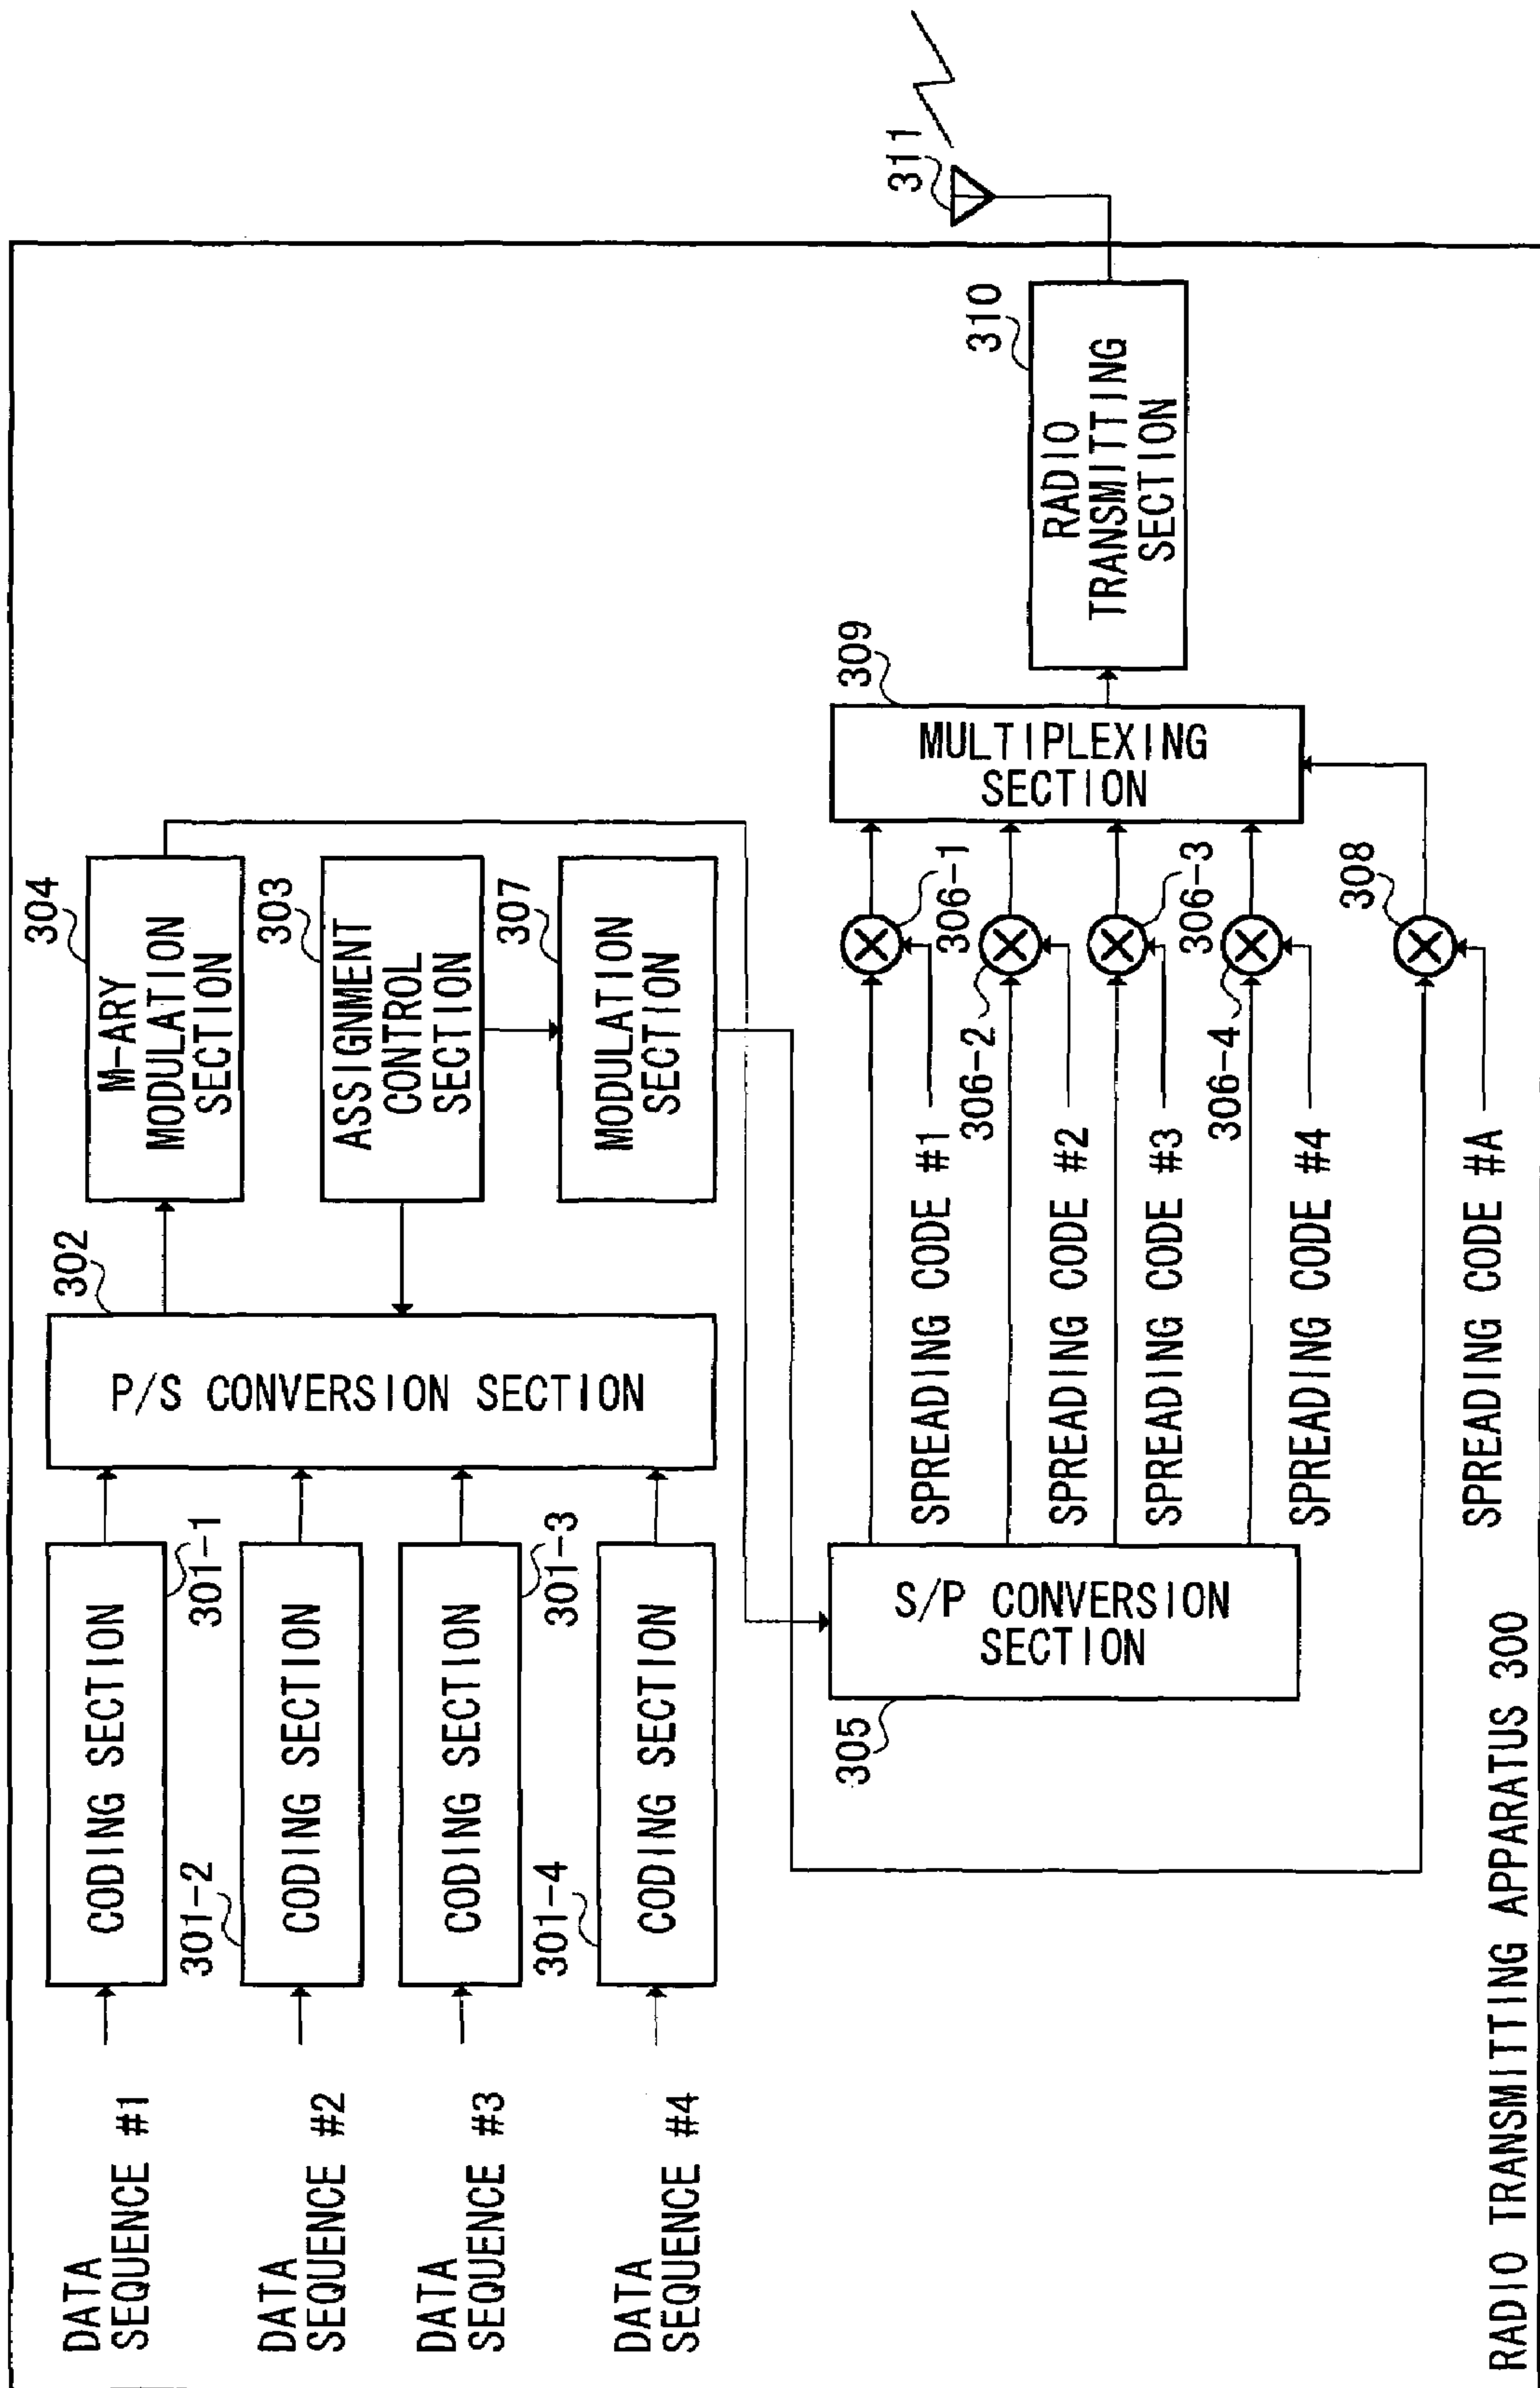 DATA
SEQUENCE #1
CODING SECTION
301-1
DATA
SEQUENCE #2
301-2
CODING SECTION
DATA
SEQUENCE #3
CODING SECTION
301-3
DATA
SEQUENCE #4
301-4
CODING SECTION
302
P/S CONVERSION SECTION
304
M-ARY
MODULATION
SECTION
303
ASSIGNMENT
CONTROL
SECTION
307
MODULATION
SECTION
305
S/P CONVERSION
SECTION
306-1
SPREADING CODE #1
306-2
SPREADING CODE #2
306-3
SPREADING CODE #3
306-4
SPREADING CODE #4
308
SPREADING CODE #A
309
MULTIPLEXING
SECTION
310
RADIO
TRANSMITTING
SECTION
311
RADIO TRANSMITTING APPARATUS 300